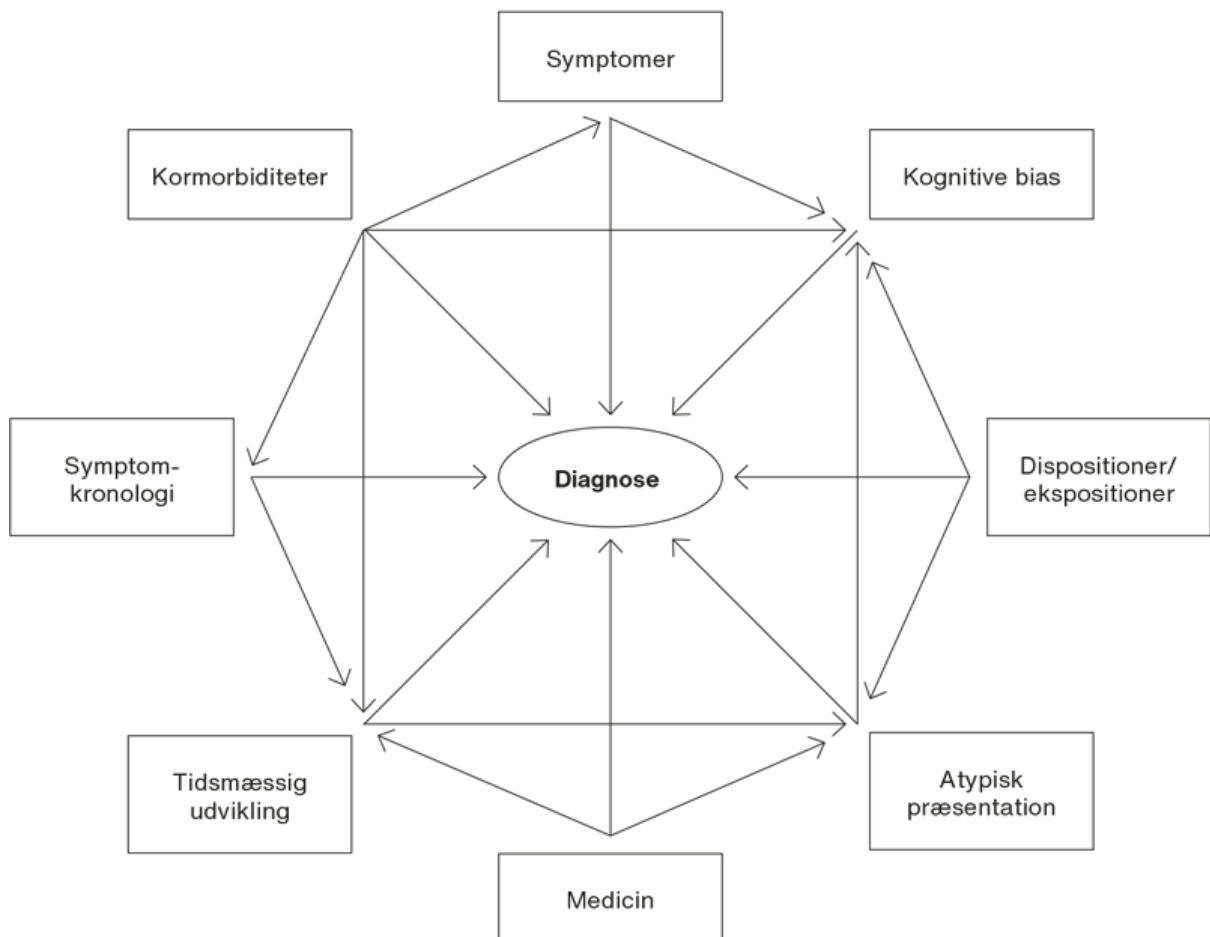 Symptomer
Kormorbiditeter
Kognitive bias
Symptom-
kronologi
Diagnose
Dispositioner/
ekspositioner
Tidsmæssig
udvikling
Atypisk
præsentation
Medicin